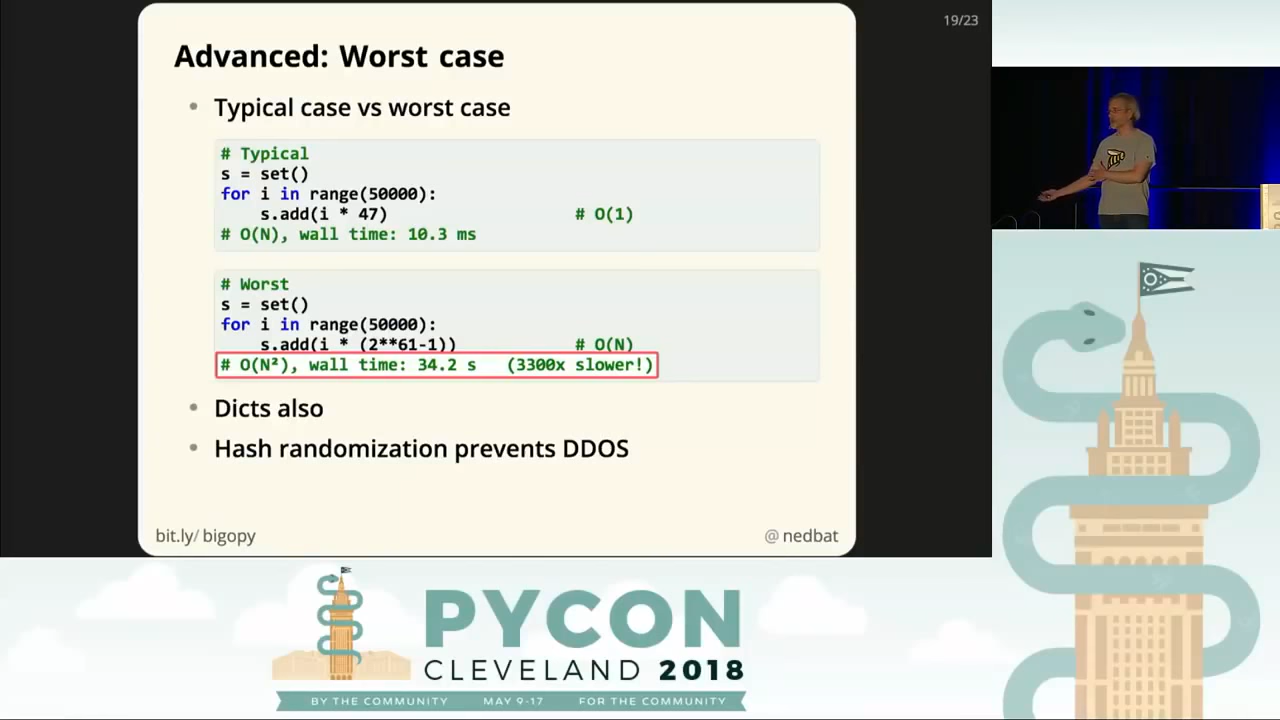 19/23
Advanced: Worst case
• Typical case vs worst case
# Typical
s = set()
for i in range(50000):
    s.add(i * 47)                   # O(1)
# O(N), wall time: 10.3 ms
# Worst
s = set()
for i in range(50000):
    s.add(i * (2**61-1))            # O(N)
# O(N²), wall time: 34.2 s   (3300x slower!)
• Dicts also
• Hash randomization prevents DDOS
bit.ly/bigopy
@nedbat
PYCON
CLEVELAND 2018
BY THE COMMUNITY MAY 9-17 FOR THE COMMUNITY